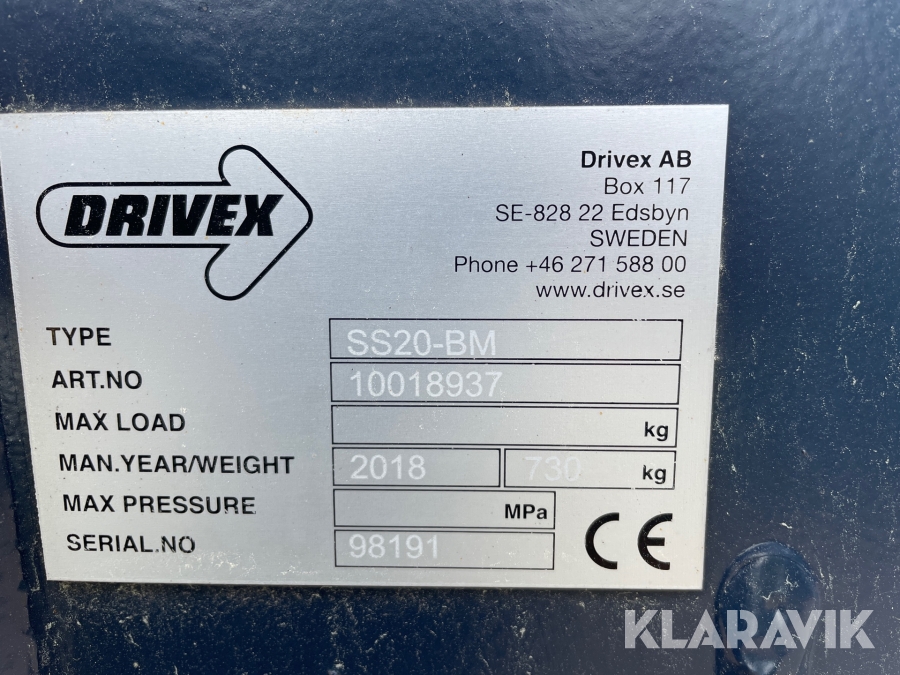 DRIVEX
Drivex AB
Box 117
SE-828 22 Edsbyn
SWEDEN
Phone +46 271 588 00
www.drivex.se
TYPE SS20-BM
ART.NO 10018937
MAX LOAD kg
MAN.YEAR/WEIGHT 2018 730 kg
MAX PRESSURE MPa
SERIAL.NO 98191
CE
KLARAVIK